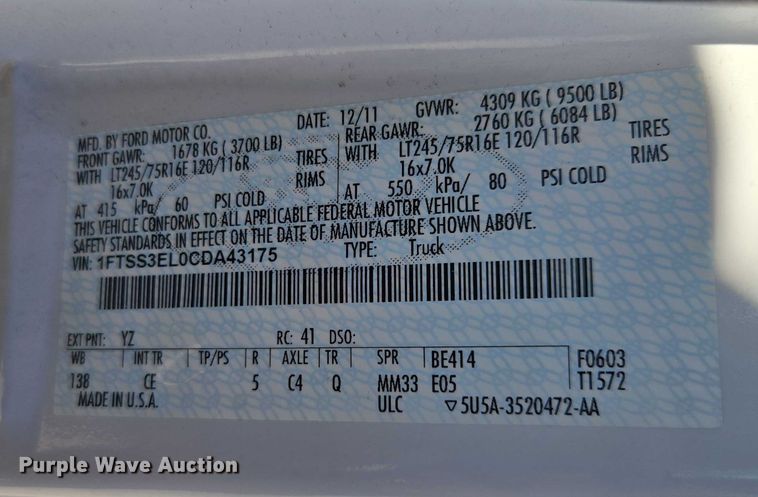 MFD. BY FORD MOTOR CO. DATE: 12/11 GVWR: 4309 KG ( 9500 LB)
FRONT GAWR: 1678 KG ( 3700 LB) REAR GAWR: 2760 KG ( 6084 LB)
WITH LT245/75R16E 120/116R TIRES WITH LT245/75R16E 120/116R TIRES
16x7.0K RIMS 16x7.0K RIMS
AT 415 kPa/ 60 PSI COLD AT 550 kPa/ 80 PSI COLD
THIS VEHICLE CONFORMS TO ALL APPLICABLE FEDERAL MOTOR VEHICLE
SAFETY STANDARDS IN EFFECT ON THE DATE OF MANUFACTURE SHOWN ABOVE.
VIN: 1FTSS3EL0CDA43175 TYPE: Truck
EXT PNT: YZ RC: 41 DSO:
WB INT TR TP/PS R AXLE TR SPR BE414 F0603
138 CE 5 C4 Q MM33 E05 T1572
MADE IN U.S.A. ULC ▽5U5A-3520472-AA
Purple Wave Auction